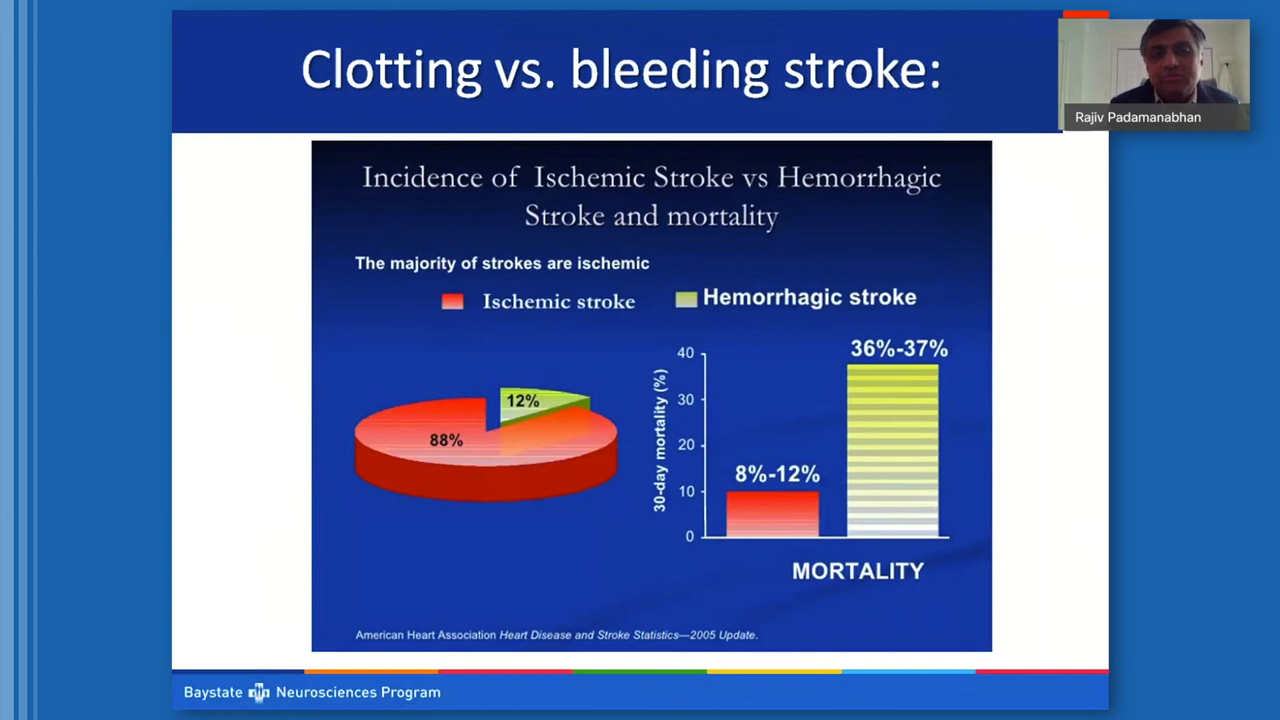 Clotting vs. bleeding stroke:
Rajiv Padamanabhan
Incidence of Ischemic Stroke vs Hemorrhagic
Stroke and mortality
The majority of strokes are ischemic
Ischemic stroke
Hemorrhagic stroke
12%
88%
30-day mortality (%)
40
30
20
10
0
8%-12%
36%-37%
MORTALITY
American Heart Association Heart Disease and Stroke Statistics—2005 Update.
Baystate Neurosciences Program